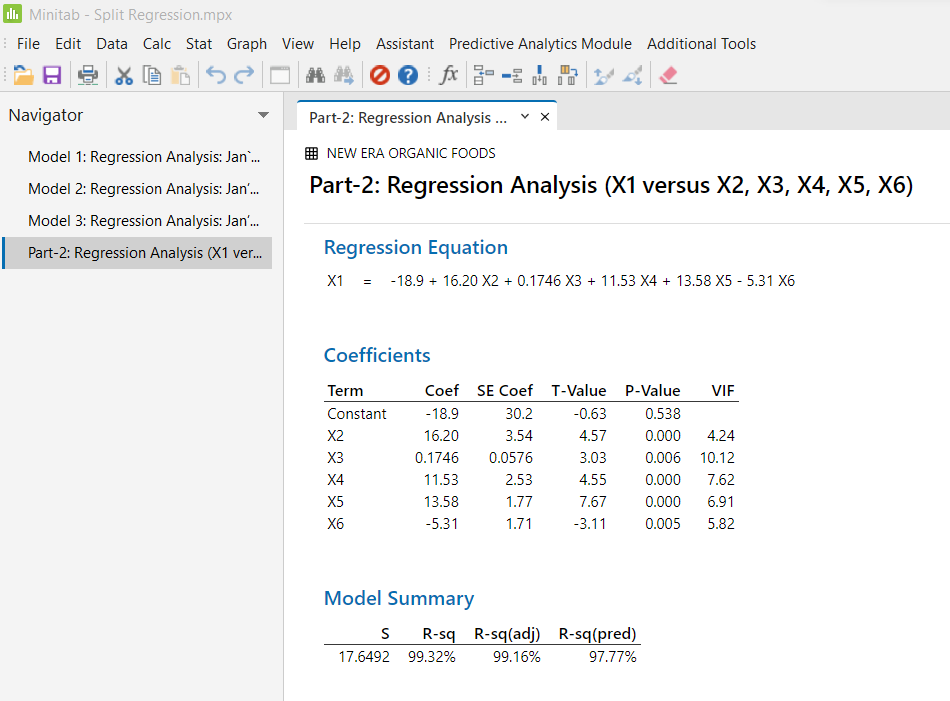 Minitab - Split Regression.mpx
File Edit Data Calc Stat Graph View Help Assistant Predictive Analytics Module Additional Tools
Navigator
Model 1: Regression Analysis: Jan`...
Model 2: Regression Analysis: Jan'...
Model 3: Regression Analysis: Jan'...
Part-2: Regression Analysis (X1 ver...
Part-2: Regression Analysis ...
NEW ERA ORGANIC FOODS
Part-2: Regression Analysis (X1 versus X2, X3, X4, X5, X6)
Regression Equation
X1 = -18.9 + 16.20 X2 + 0.1746 X3 + 11.53 X4 + 13.58 X5 - 5.31 X6
Coefficients
Term Coef SE Coef T-Value P-Value VIF
Constant -18.9 30.2 -0.63 0.538
X2 16.20 3.54 4.57 0.000 4.24
X3 0.1746 0.0576 3.03 0.006 10.12
X4 11.53 2.53 4.55 0.000 7.62
X5 13.58 1.77 7.67 0.000 6.91
X6 -5.31 1.71 -3.11 0.005 5.82
Model Summary
S R-sq R-sq(adj) R-sq(pred)
17.6492 99.32% 99.16% 97.77%